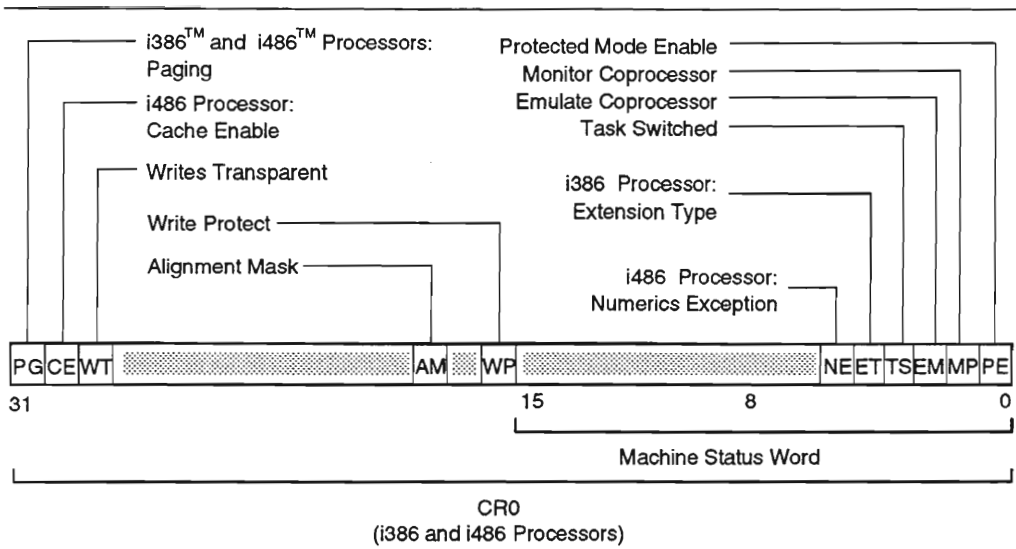 i386™ and i486™ Processors:
Paging
i486 Processor:
Cache Enable
Writes Transparent
Write Protect
Alignment Mask
Protected Mode Enable
Monitor Coprocessor
Emulate Coprocessor
Task Switched
i386 Processor:
Extension Type
i486 Processor:
Numerics Exception
PG CE WT AM WP NE ET TS EM MP PE
31 15 8 0
Machine Status Word
CR0
(i386 and i486 Processors)